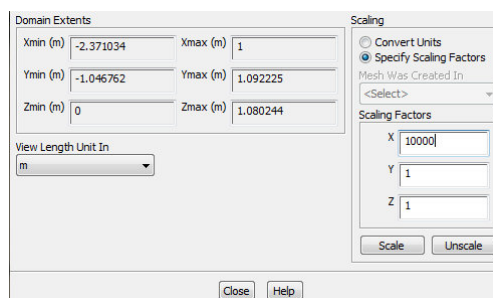 Domain Extents
Xmin (m) -2.371034 Xmax (m) 1
Ymin (m) -1.046762 Ymax (m) 1.092225
Zmin (m) 0 Zmax (m) 1.080244
View Length Unit In
m
Scaling
Convert Units
Specify Scaling Factors
Mesh Was Created In
<Select>
Scaling Factors
X 10000
Y 1
Z 1
Scale Unscale
Close Help